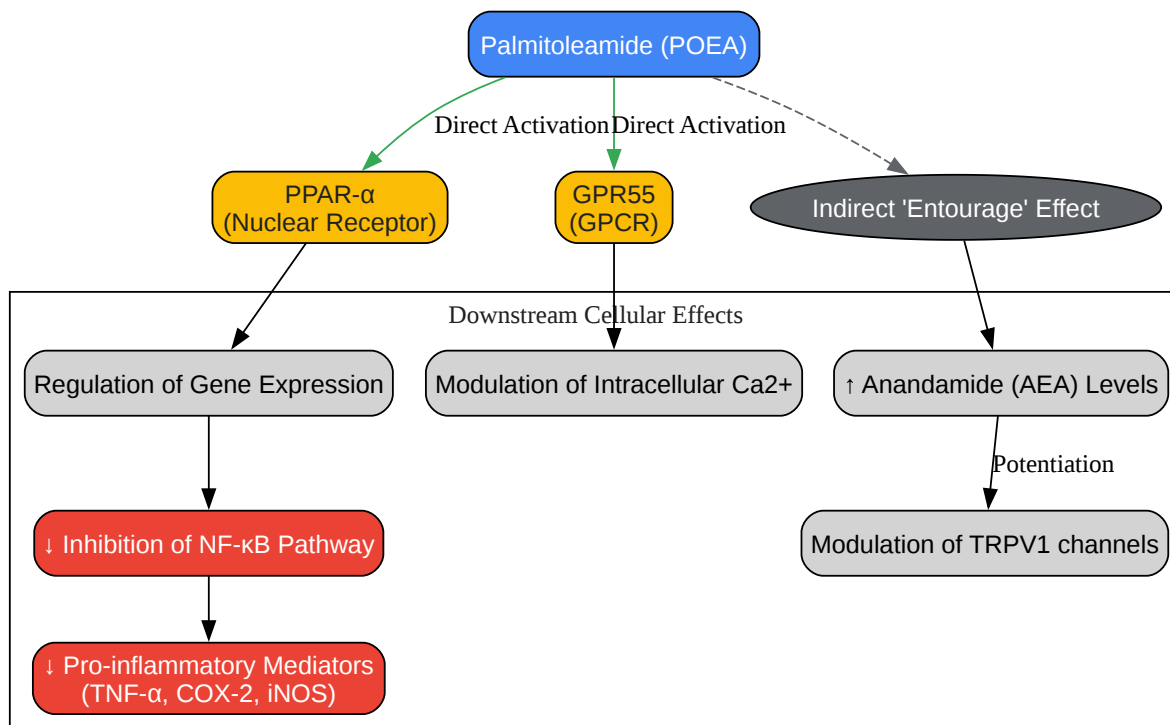 Palmitoleamide (POEA)
Direct Activation
Direct Activation
PPAR-α
(Nuclear Receptor)
GPR55
(GPCR)
Indirect 'Entourage' Effect
Downstream Cellular Effects
Regulation of Gene Expression
Modulation of Intracellular Ca2+
↑ Anandamide (AEA) Levels
Potentiation
↓ Inhibition of NF-κB Pathway
Modulation of TRPV1 channels
↓ Pro-inflammatory Mediators
(TNF-α, COX-2, iNOS)